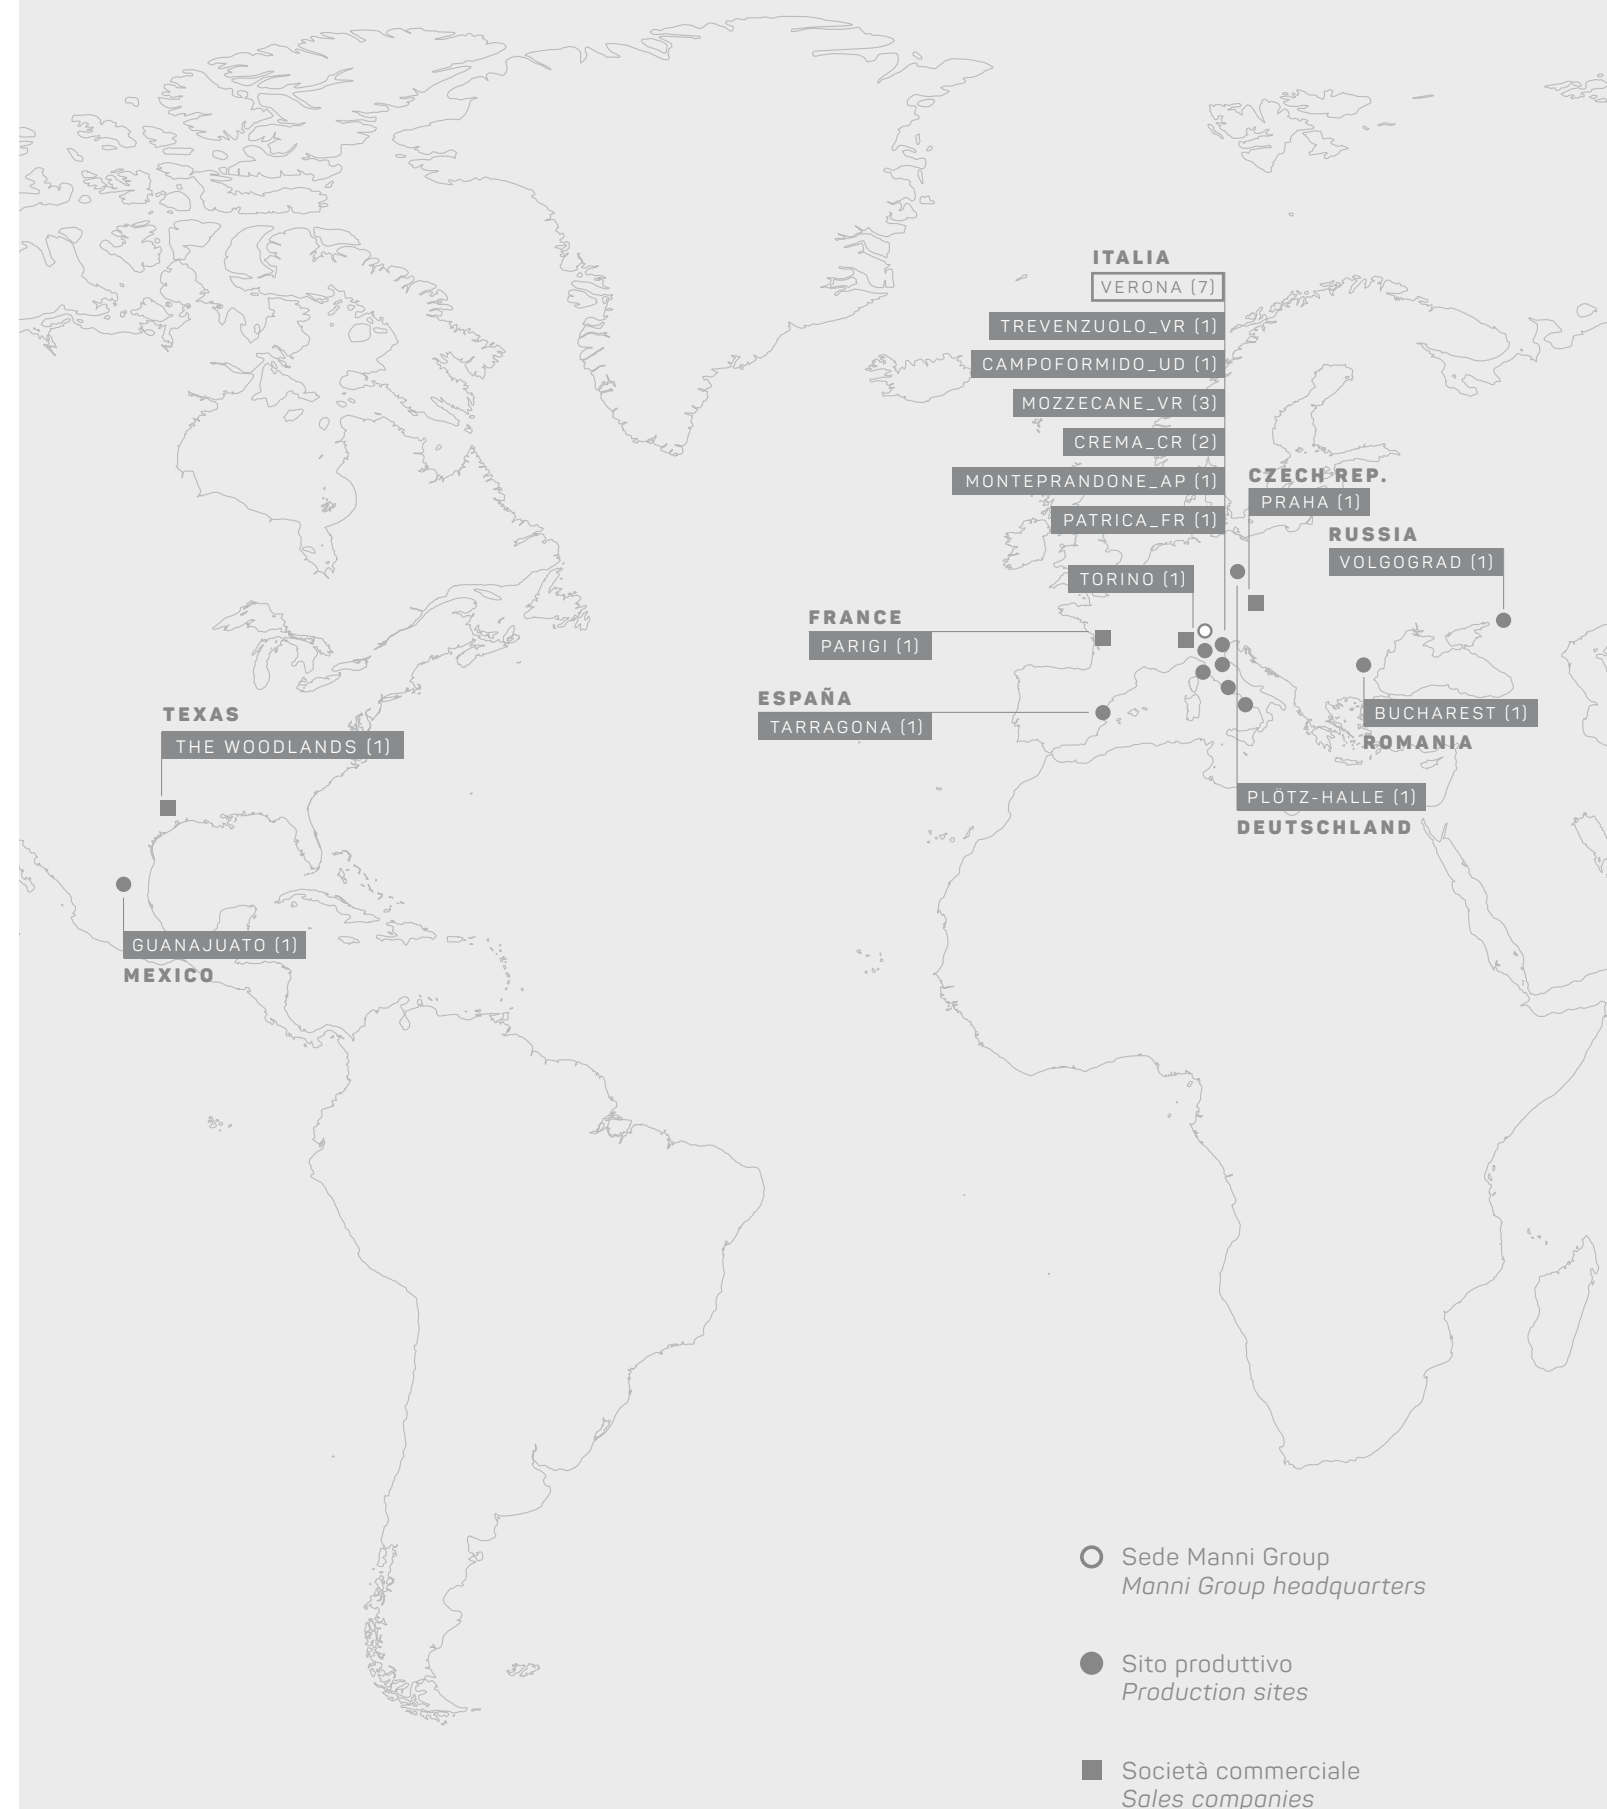 ITALIA
VERONA (7)
TREVENZUOLO_VR (1)
CAMPOFORMIDO_UD (1)
MOZZECANE_VR (3)
CREMA_CR (2)
MONTEPRANDONE_AP (1)
PATRICA_FR (1)
CZECH REP.
PRAHA (1)
RUSSIA
VOLGOGRAD (1)
TORINO (1)
FRANCE
PARIGI (1)
ESPAÑA
TARRAGONA (1)
BUCHAREST (1)
ROMANIA
TEXAS
THE WOODLANDS (1)
PLÖTZ-HALLE (1)
DEUTSCHLAND
GUANAJUATO (1)
MEXICO
Sede Manni Group
Manni Group headquarters
Sito produttivo
Production sites
Società commerciale
Sales companies